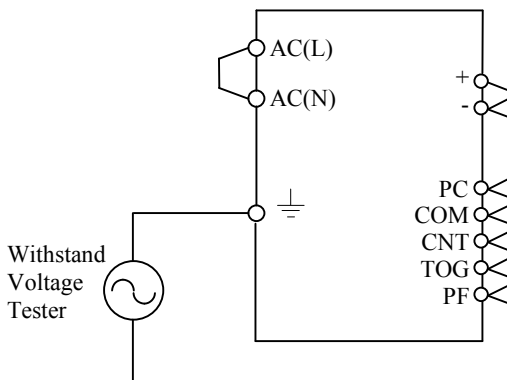 AC(L)
AC(N)
+
-
PC
COM
CNT
TOG
PF
Withstand
Voltage
Tester